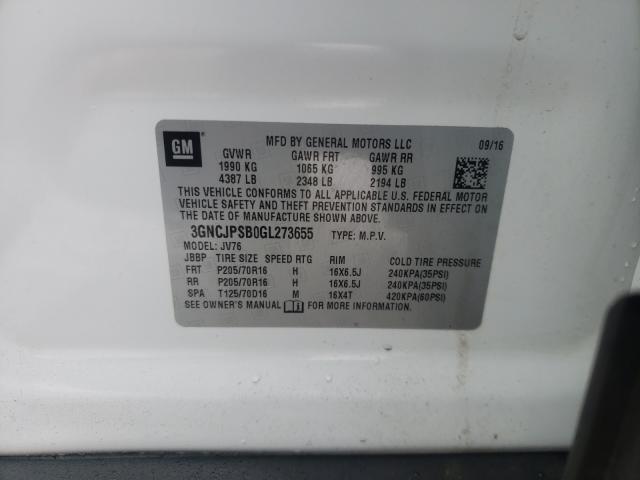 GM
MFD BY GENERAL MOTORS LLC 09/16
GVWR GAWR FRT GAWR RR
1990 KG 1065 KG 995 KG
4387 LB 2348 LB 2194 LB
THIS VEHICLE CONFORMS TO ALL APPLICABLE U.S. FEDERAL MOTOR
VEHICLE SAFETY AND THEFT PREVENTION STANDARDS IN EFFECT ON
THE DATE OF MANUFACTURE SHOWN ABOVE.
3GNCJPSB0GL273655 TYPE: M.P.V.
MODEL: JV76
JBBP TIRE SIZE SPEED RTG RIM COLD TIRE PRESSURE
FRT P205/70R16 H 16X6.5J 240KPA(35PSI)
RR P205/70R16 H 16X6.5J 240KPA(35PSI)
SPA T125/70D16 M 16X4T 420KPA(60PSI)
SEE OWNER'S MANUAL FOR MORE INFORMATION.